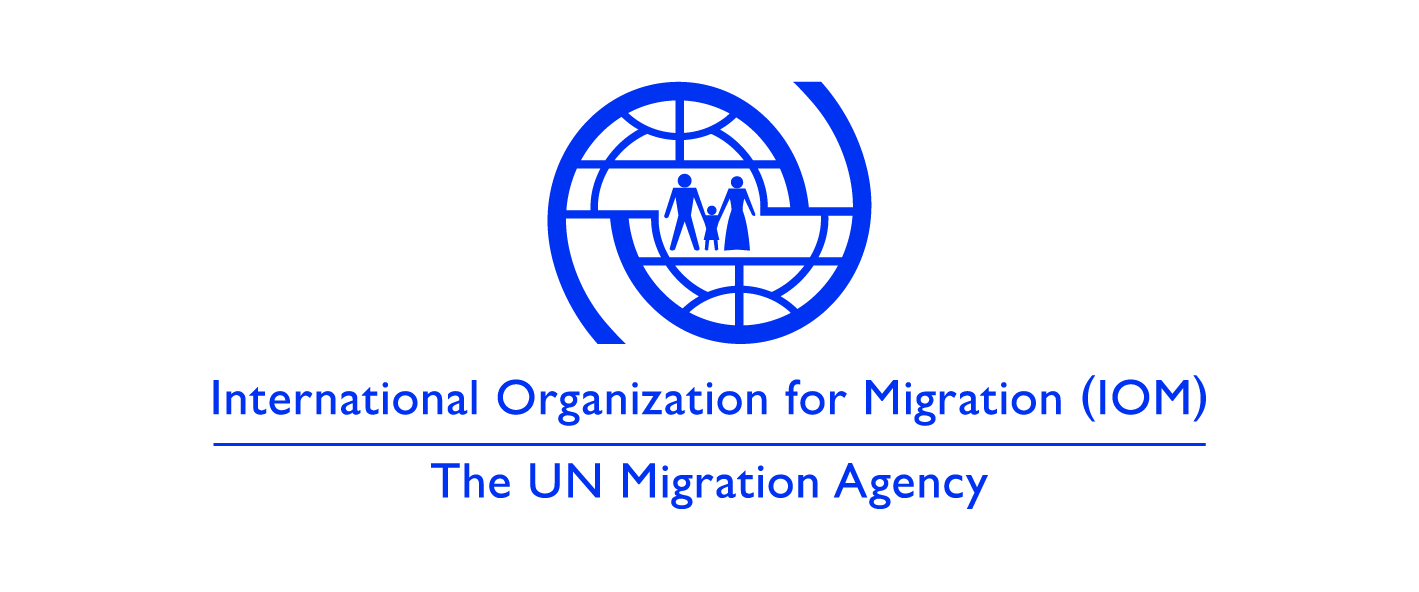 International Organization for Migration (IOM)
The UN Migration Agency